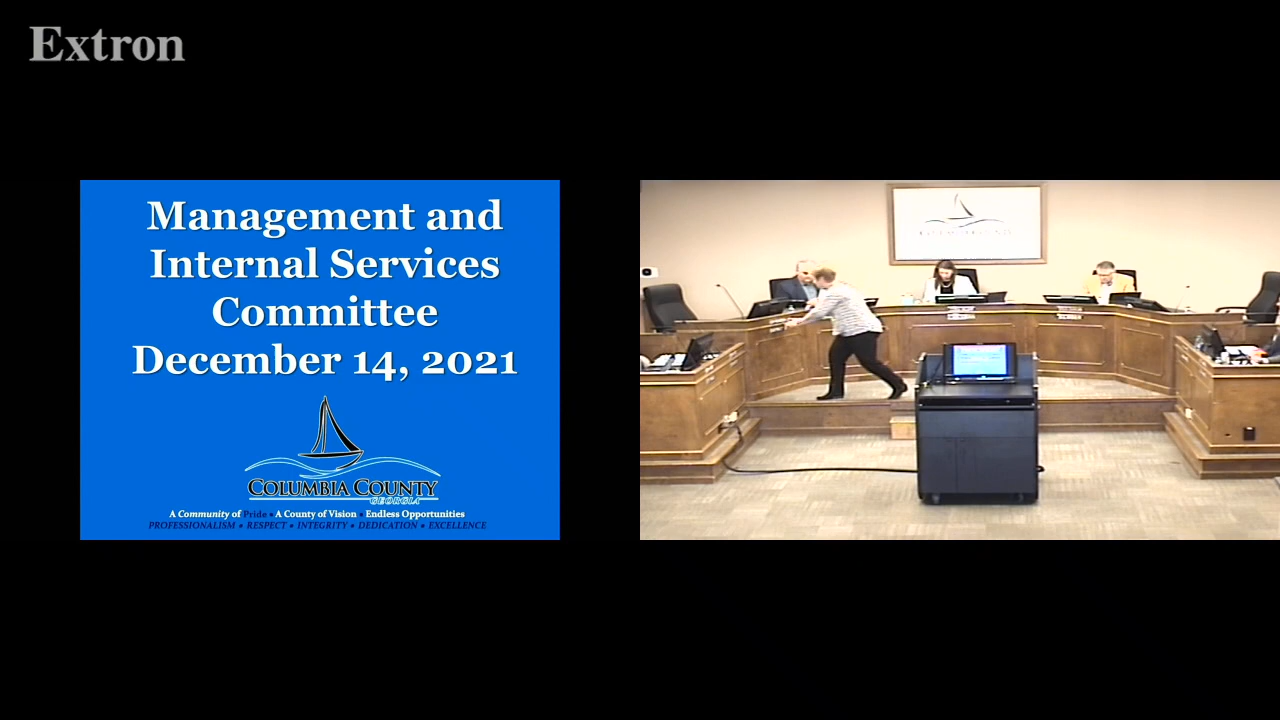 Extron
Management and
Internal Services
Committee
December 14, 2021
COLUMBIA COUNTY
GEORGIA
A Community of Pride • A County of Vision • Endless Opportunities
PROFESSIONALISM • RESPECT • INTEGRITY • DEDICATION • EXCELLENCE